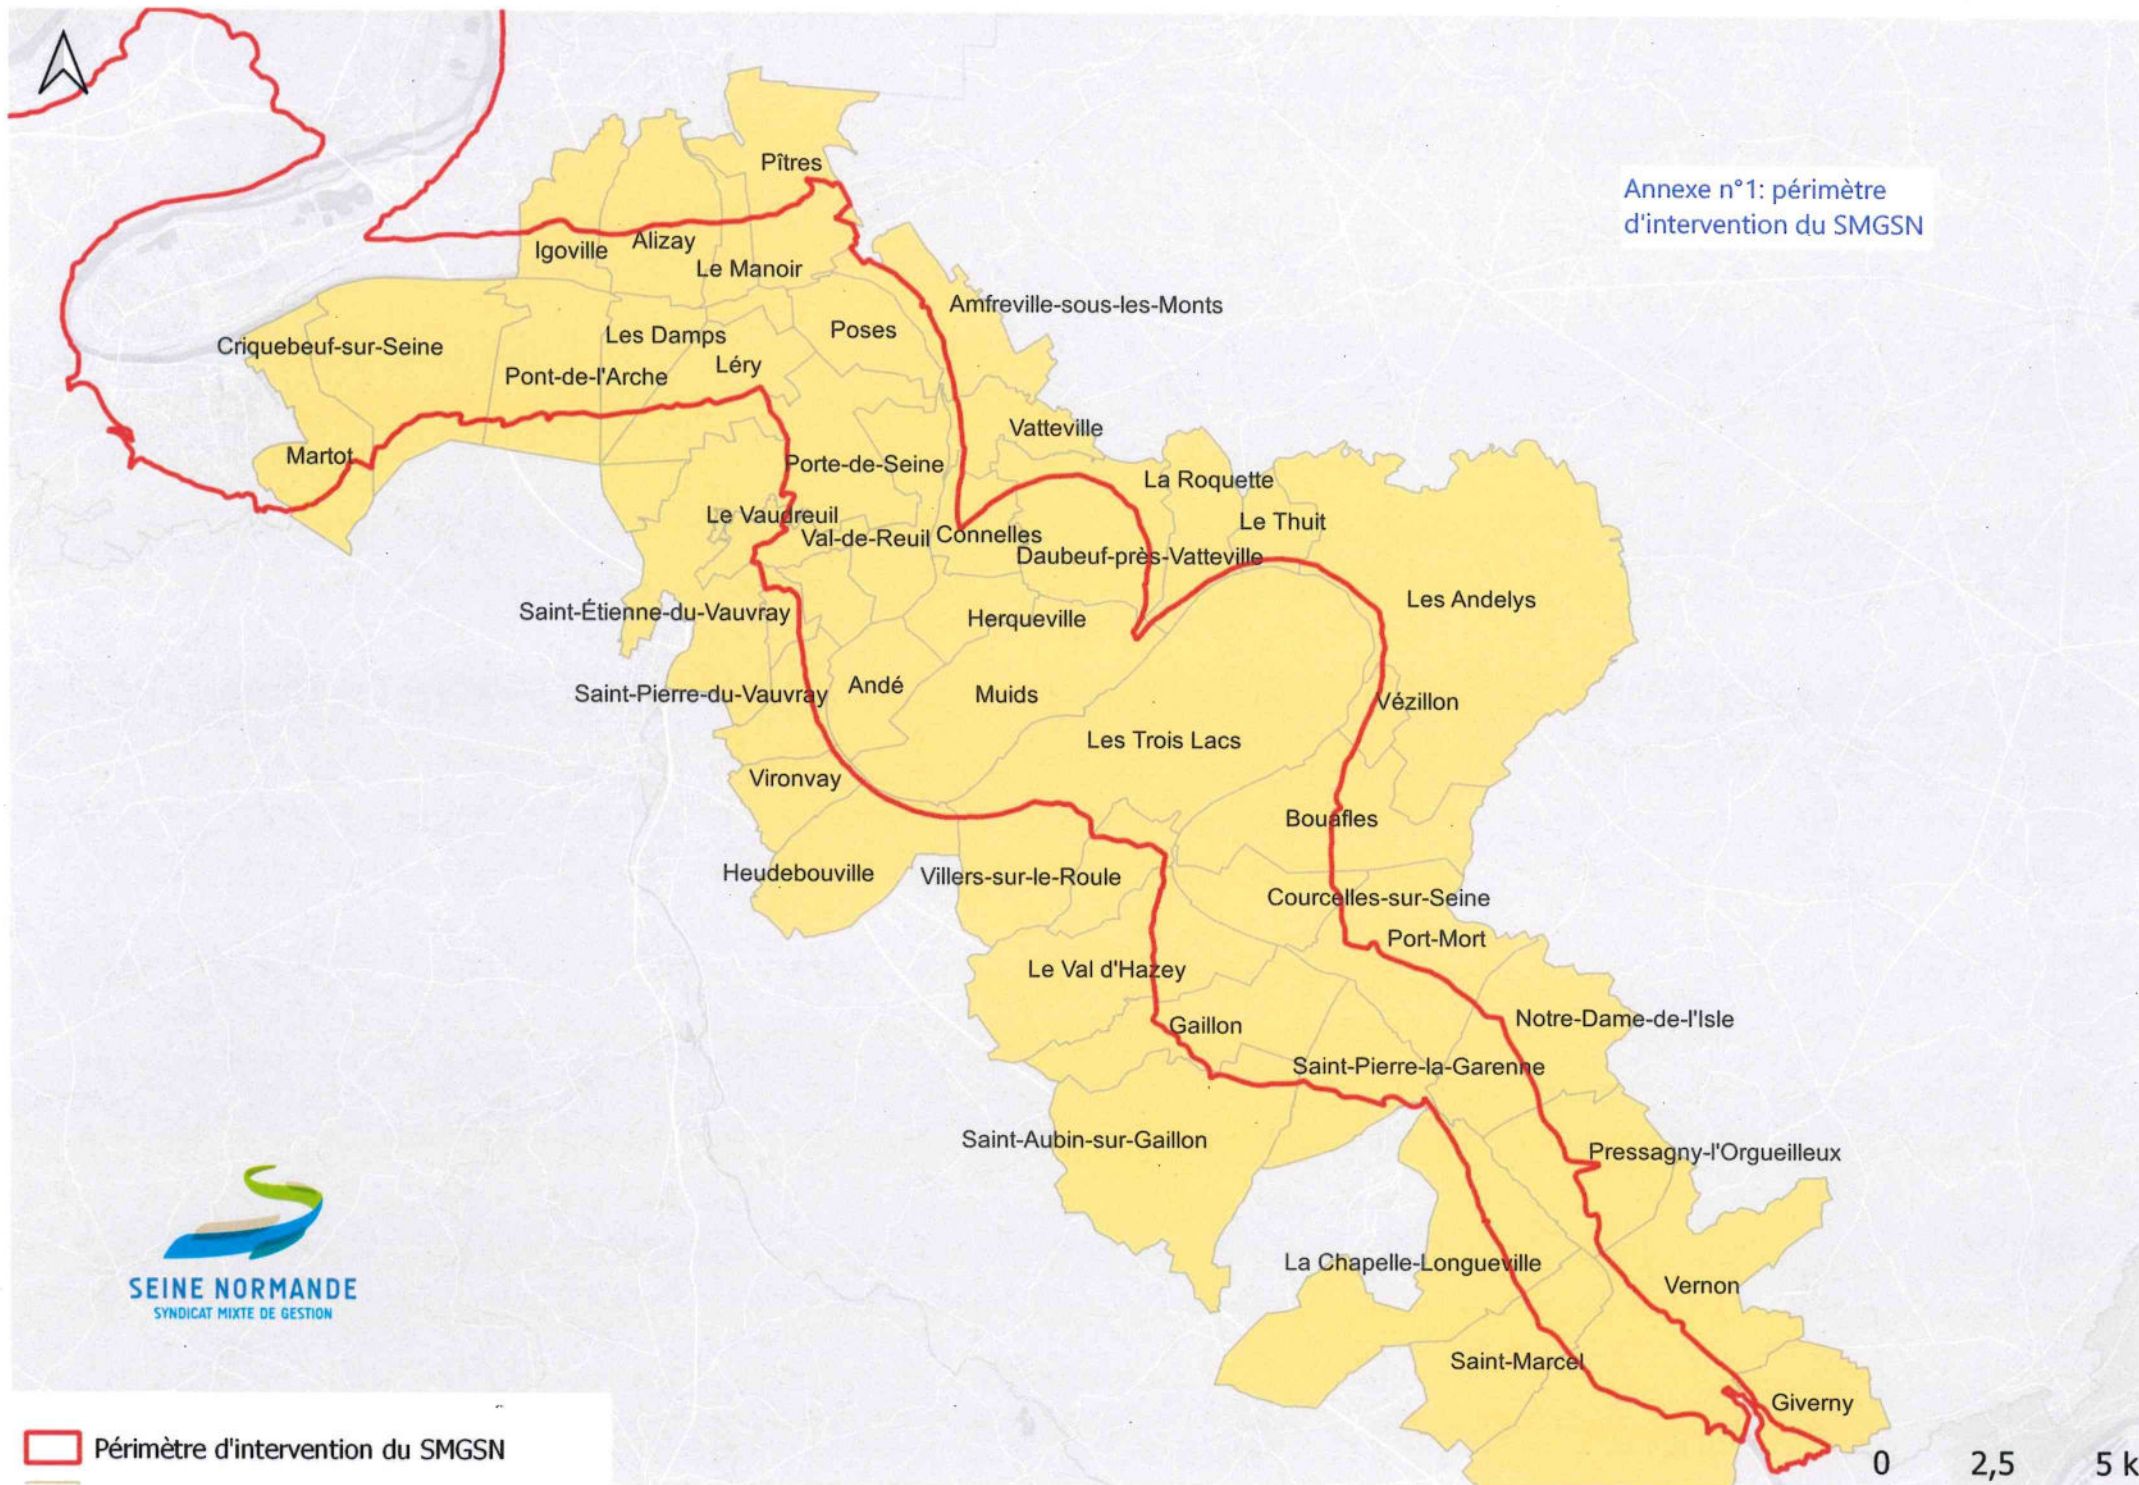 Annexe n°1: périmètre
d'intervention du SMGSN
Pîtres
Igoville
Alizay
Le Manoir
Amfreville-sous-les-Monts
Criquebeuf-sur-Seine
Les Damps
Poses
Pont-de-l'Arche
Léry
Martot
Vatteville
Porte-de-Seine
La Roquette
Le Vaudreuil
Le Thuit
Val-de-Reuil
Connelles
Daubeuf-près-Vatteville
Les Andelys
Saint-Étienne-du-Vauvray
Herqueville
Saint-Pierre-du-Vauvray
Andé
Muids
Vézillon
Les Trois Lacs
Vironvay
Bouafles
Heudebouville
Villers-sur-le-Roule
Courcelles-sur-Seine
Port-Mort
Le Val d'Hazey
Gaillon
Notre-Dame-de-l'Isle
Saint-Pierre-la-Garenne
Saint-Aubin-sur-Gaillon
Pressagny-l'Orgueilleux
La Chapelle-Longueville
Vernon
Saint-Marcel
Giverny
SEINE NORMANDE
SYNDICAT MIXTE DE GESTION
Périmètre d'intervention du SMGSN
0 2,5 5 k